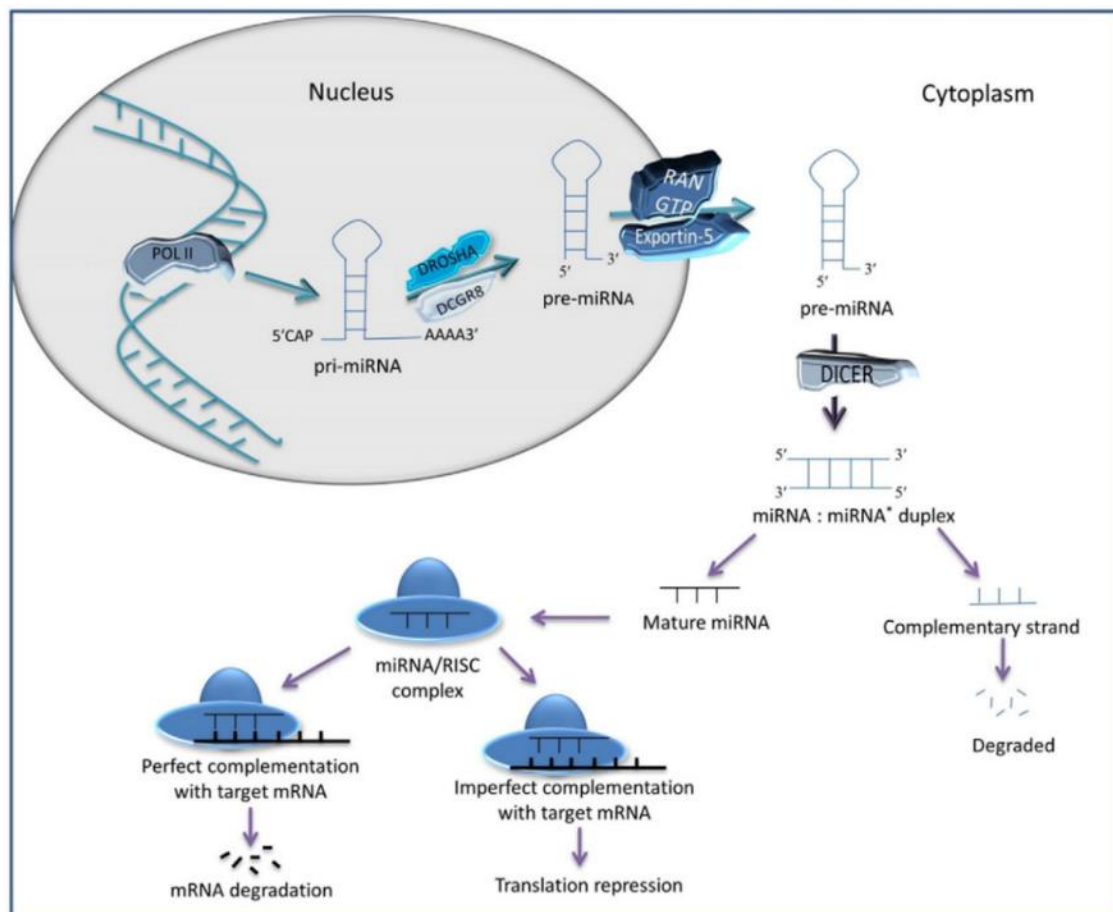 Nucleus
Cytoplasm
POL II
5'CAP
AAAA3'
pri-miRNA
DROSHA
DCGR8
5'
3'
pre-miRNA
RAN
GTP
Exportin-5
5'
3'
pre-miRNA
DICER
5'
3'
3'
5'
miRNA : miRNA* duplex
Mature miRNA
Complementary strand
Degraded
miRNA/RISC
complex
Perfect complementation
with target mRNA
mRNA degradation
Imperfect complementation
with target mRNA
Translation repression